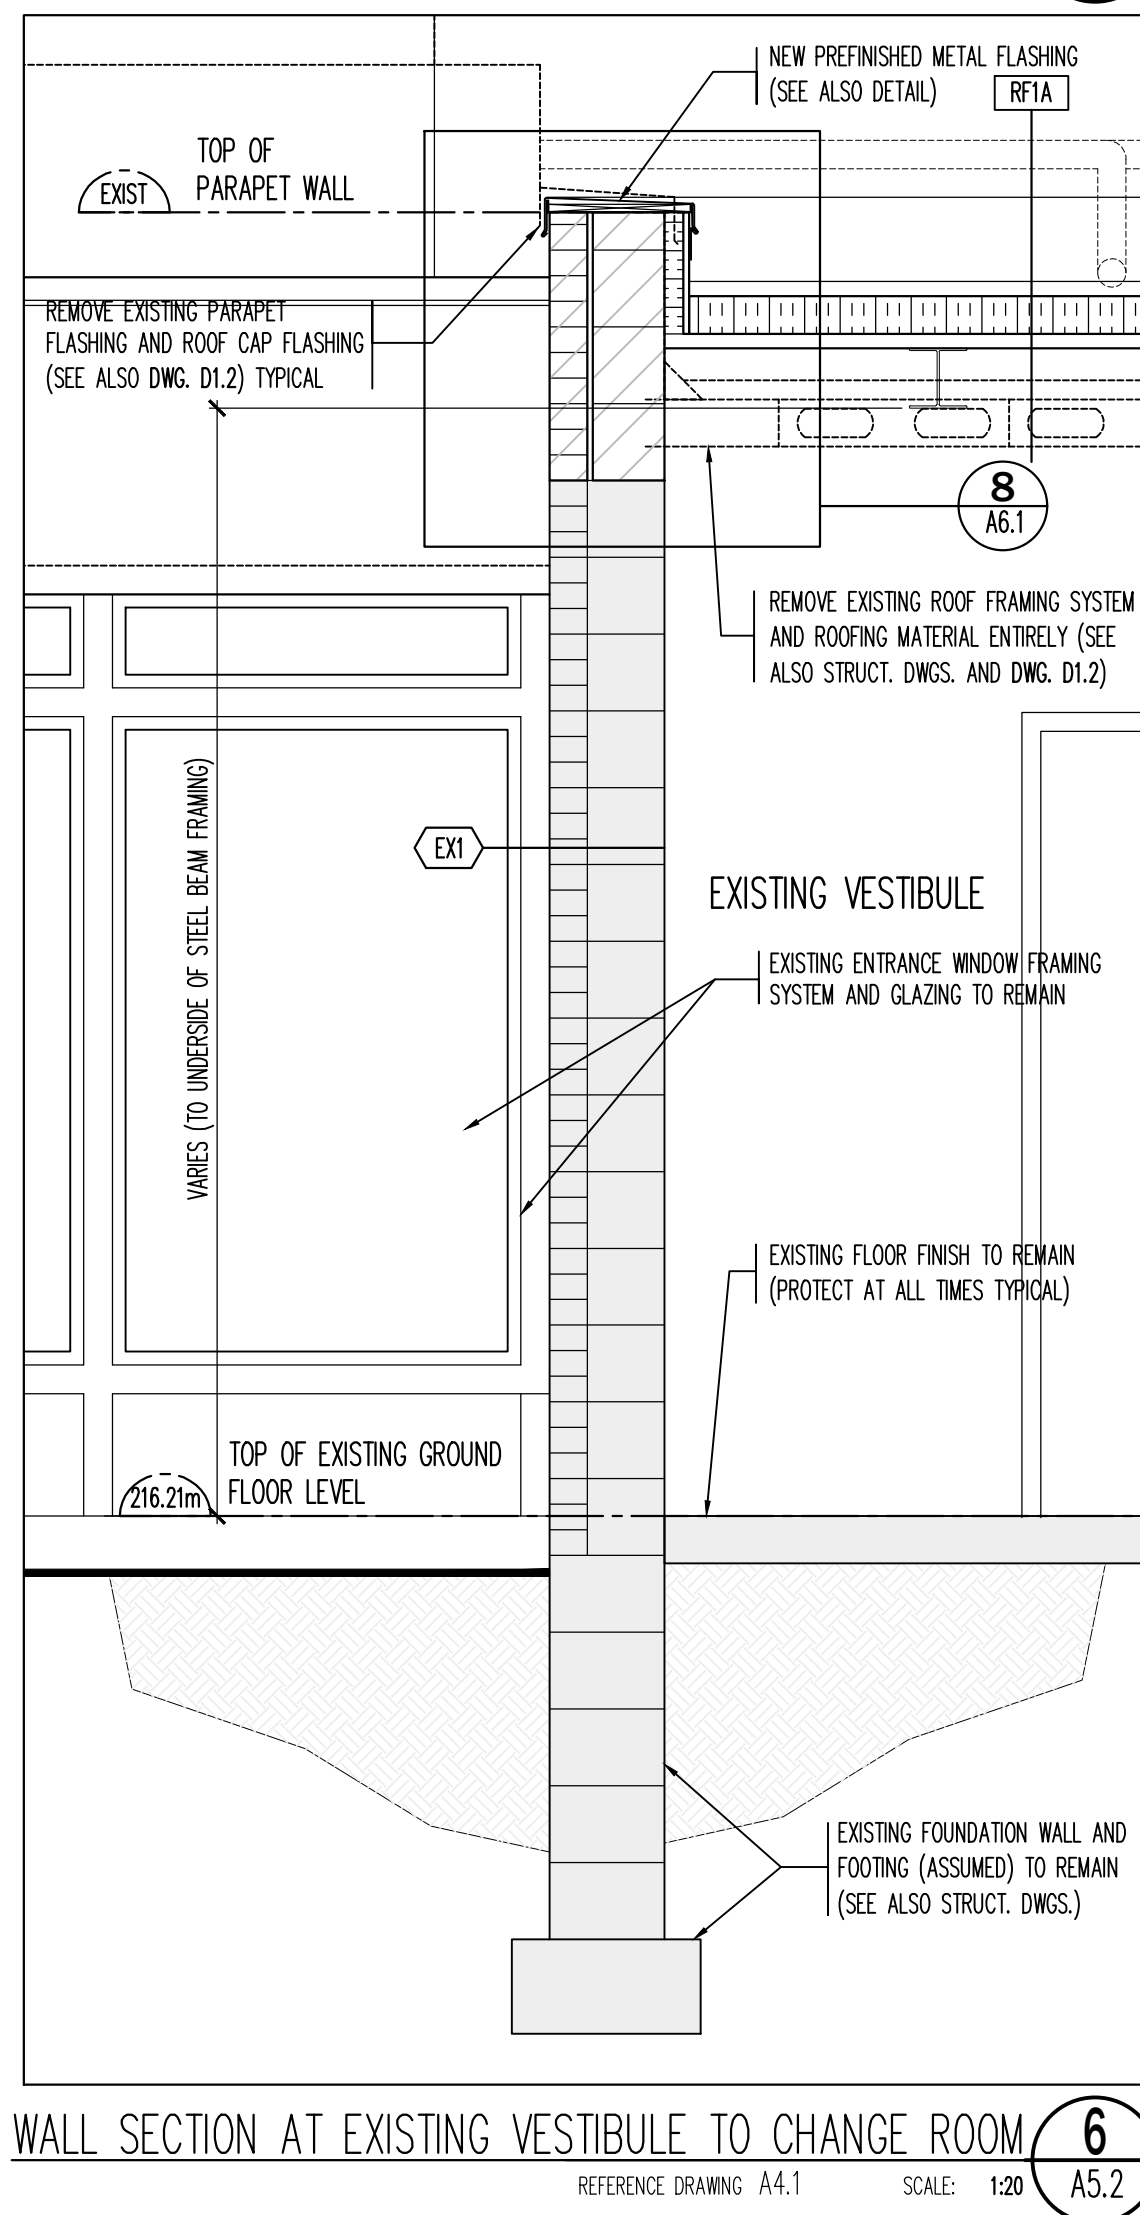 NEW PREFINISHED METAL FLASHING
(SEE ALSO DETAIL)
RF1A
TOP OF
PARAPET WALL
EXIST
REMOVE EXISTING PARAPET
FLASHING AND ROOF CAP FLASHING
(SEE ALSO DWG. D1.2) TYPICAL
8
A6.1
REMOVE EXISTING ROOF FRAMING SYSTEM
AND ROOFING MATERIAL ENTIRELY (SEE
ALSO STRUCT. DWGS. AND DWG. D1.2)
VARIES (TO UNDERSIDE OF STEEL BEAM FRAMING)
EX1
EXISTING VESTIBULE
EXISTING ENTRANCE WINDOW FRAMING
SYSTEM AND GLAZING TO REMAIN
EXISTING FLOOR FINISH TO REMAIN
(PROTECT AT ALL TIMES TYPICAL)
TOP OF EXISTING GROUND
FLOOR LEVEL
216.21m
EXISTING FOUNDATION WALL AND
FOOTING (ASSUMED) TO REMAIN
(SEE ALSO STRUCT. DWGS.)
WALL SECTION AT EXISTING VESTIBULE TO CHANGE ROOM
6
A5.2
REFERENCE DRAWING A4.1 SCALE: 1:20